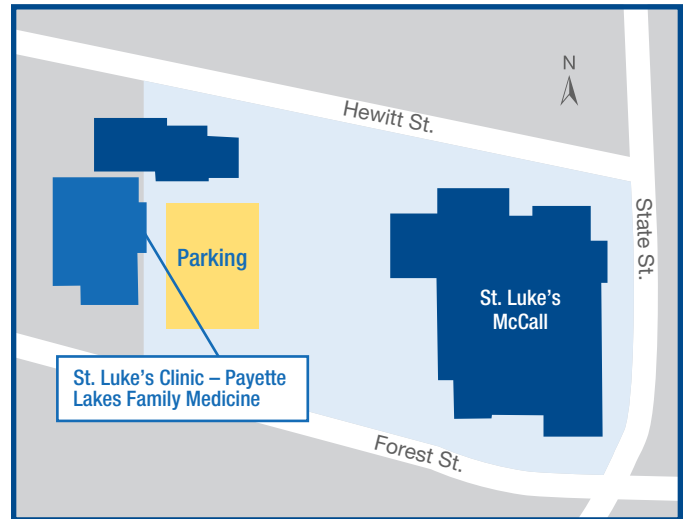 N
Hewitt St.
State St.
Parking
St. Luke’s
McCall
St. Luke’s Clinic – Payette
Lakes Family Medicine
Forest St.